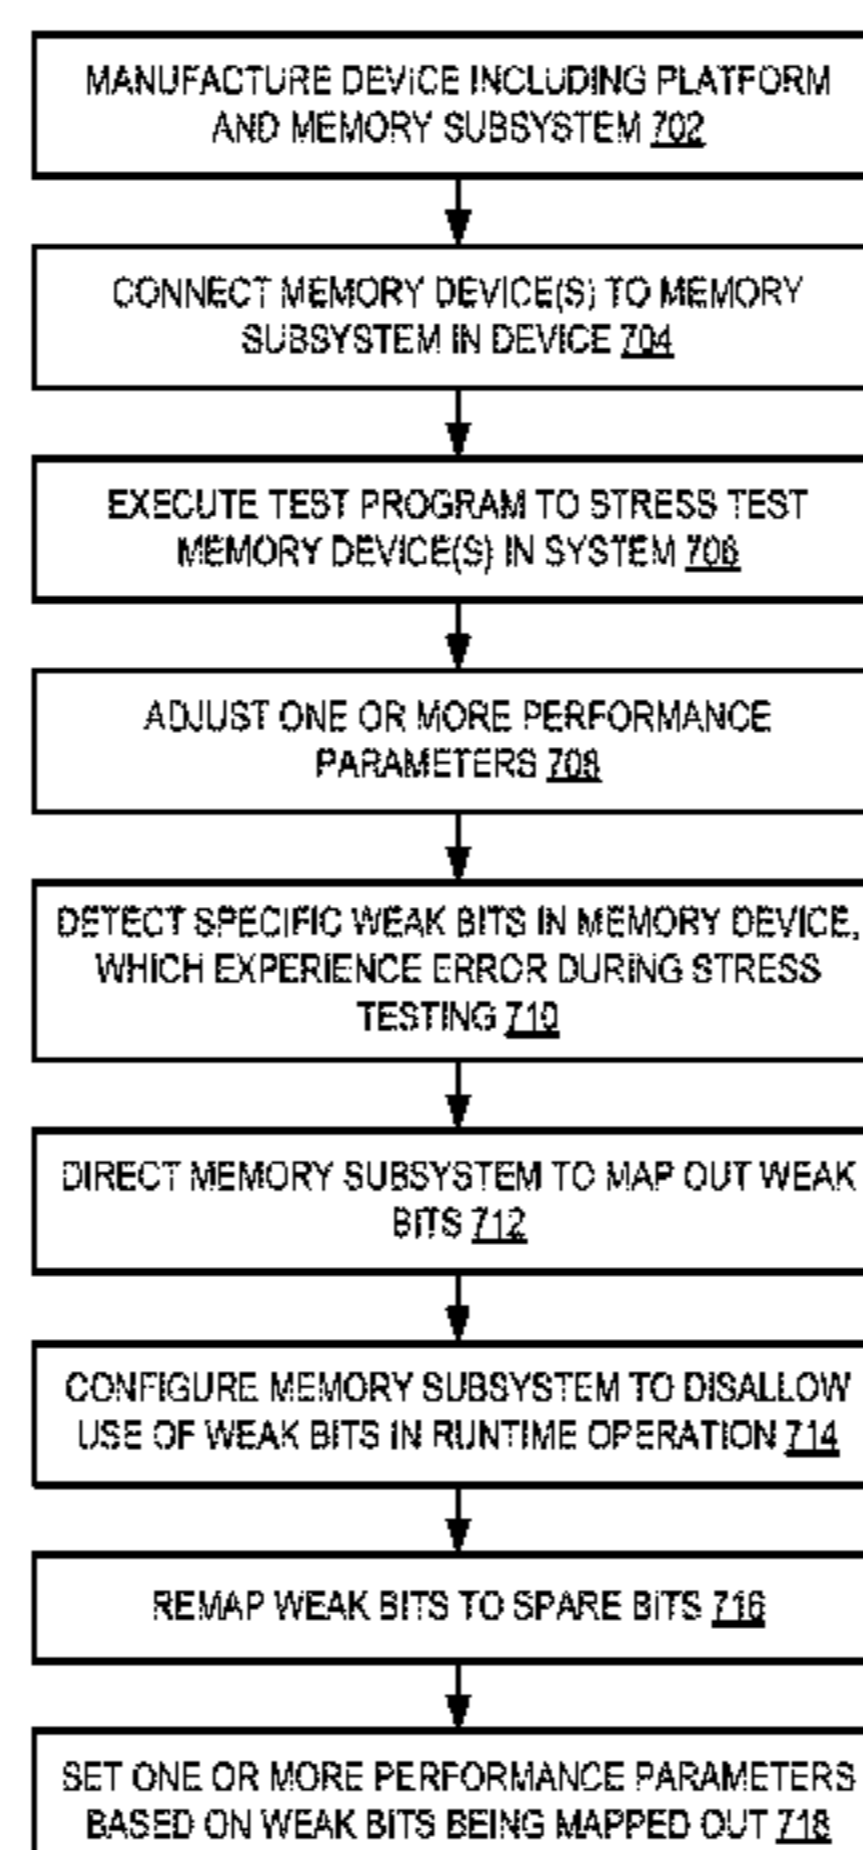 MANUFACTURE DEVICE INCLUDING PLATFORM
AND MEMORY SUBSYSTEM 702
CONNECT MEMORY DEVICE(S) TO MEMORY
SUBSYSTEM IN DEVICE 704
EXECUTE TEST PROGRAM TO STRESS TEST
MEMORY DEVICE(S) IN SYSTEM 706
ADJUST ONE OR MORE PERFORMANCE
PARAMETERS 708
DETECT SPECIFIC WEAK BITS IN MEMORY DEVICE,
WHICH EXPERIENCE ERROR DURING STRESS
TESTING 710
DIRECT MEMORY SUBSYSTEM TO MAP OUT WEAK
BITS 712
CONFIGURE MEMORY SUBSYSTEM TO DISALLOW
USE OF WEAK BITS IN RUNTIME OPERATION 714
REMAP WEAK BITS TO SPARE BITS 716
SET ONE OR MORE PERFORMANCE PARAMETERS
BASED ON WEAK BITS BEING MAPPED OUT 718